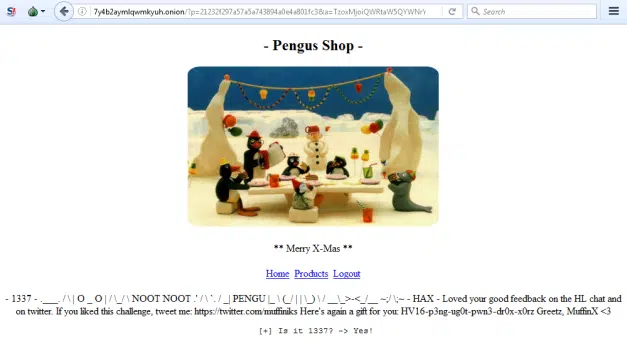 7y4b2aymlqwmkyuh.onion/?p=21232f297a57a5a743894a0e4a801fc3&a=TzoxMjoiQWRtaW5QYWNrY
Search
- Pengus Shop -
** Merry X-Mas **
Home Products Logout
- 1337 - .___. / \ | O _ O | / \_/ \ NOOT NOOT .' / \ `. / _| PENGU |_ \ (_/ | | \_) \ / __\_>-<_/__ ~;/ \;~ - HAX - Loved your good feedback on the HL chat and
on twitter. If you liked this challenge, tweet me: https://twitter.com/muffiniks Here's again a gift for you: HV16-p3ng-ug0t-pwn3-dr0x-x0rz Greetz, MuffinX <3
[+] Is it 1337? -> Yes!